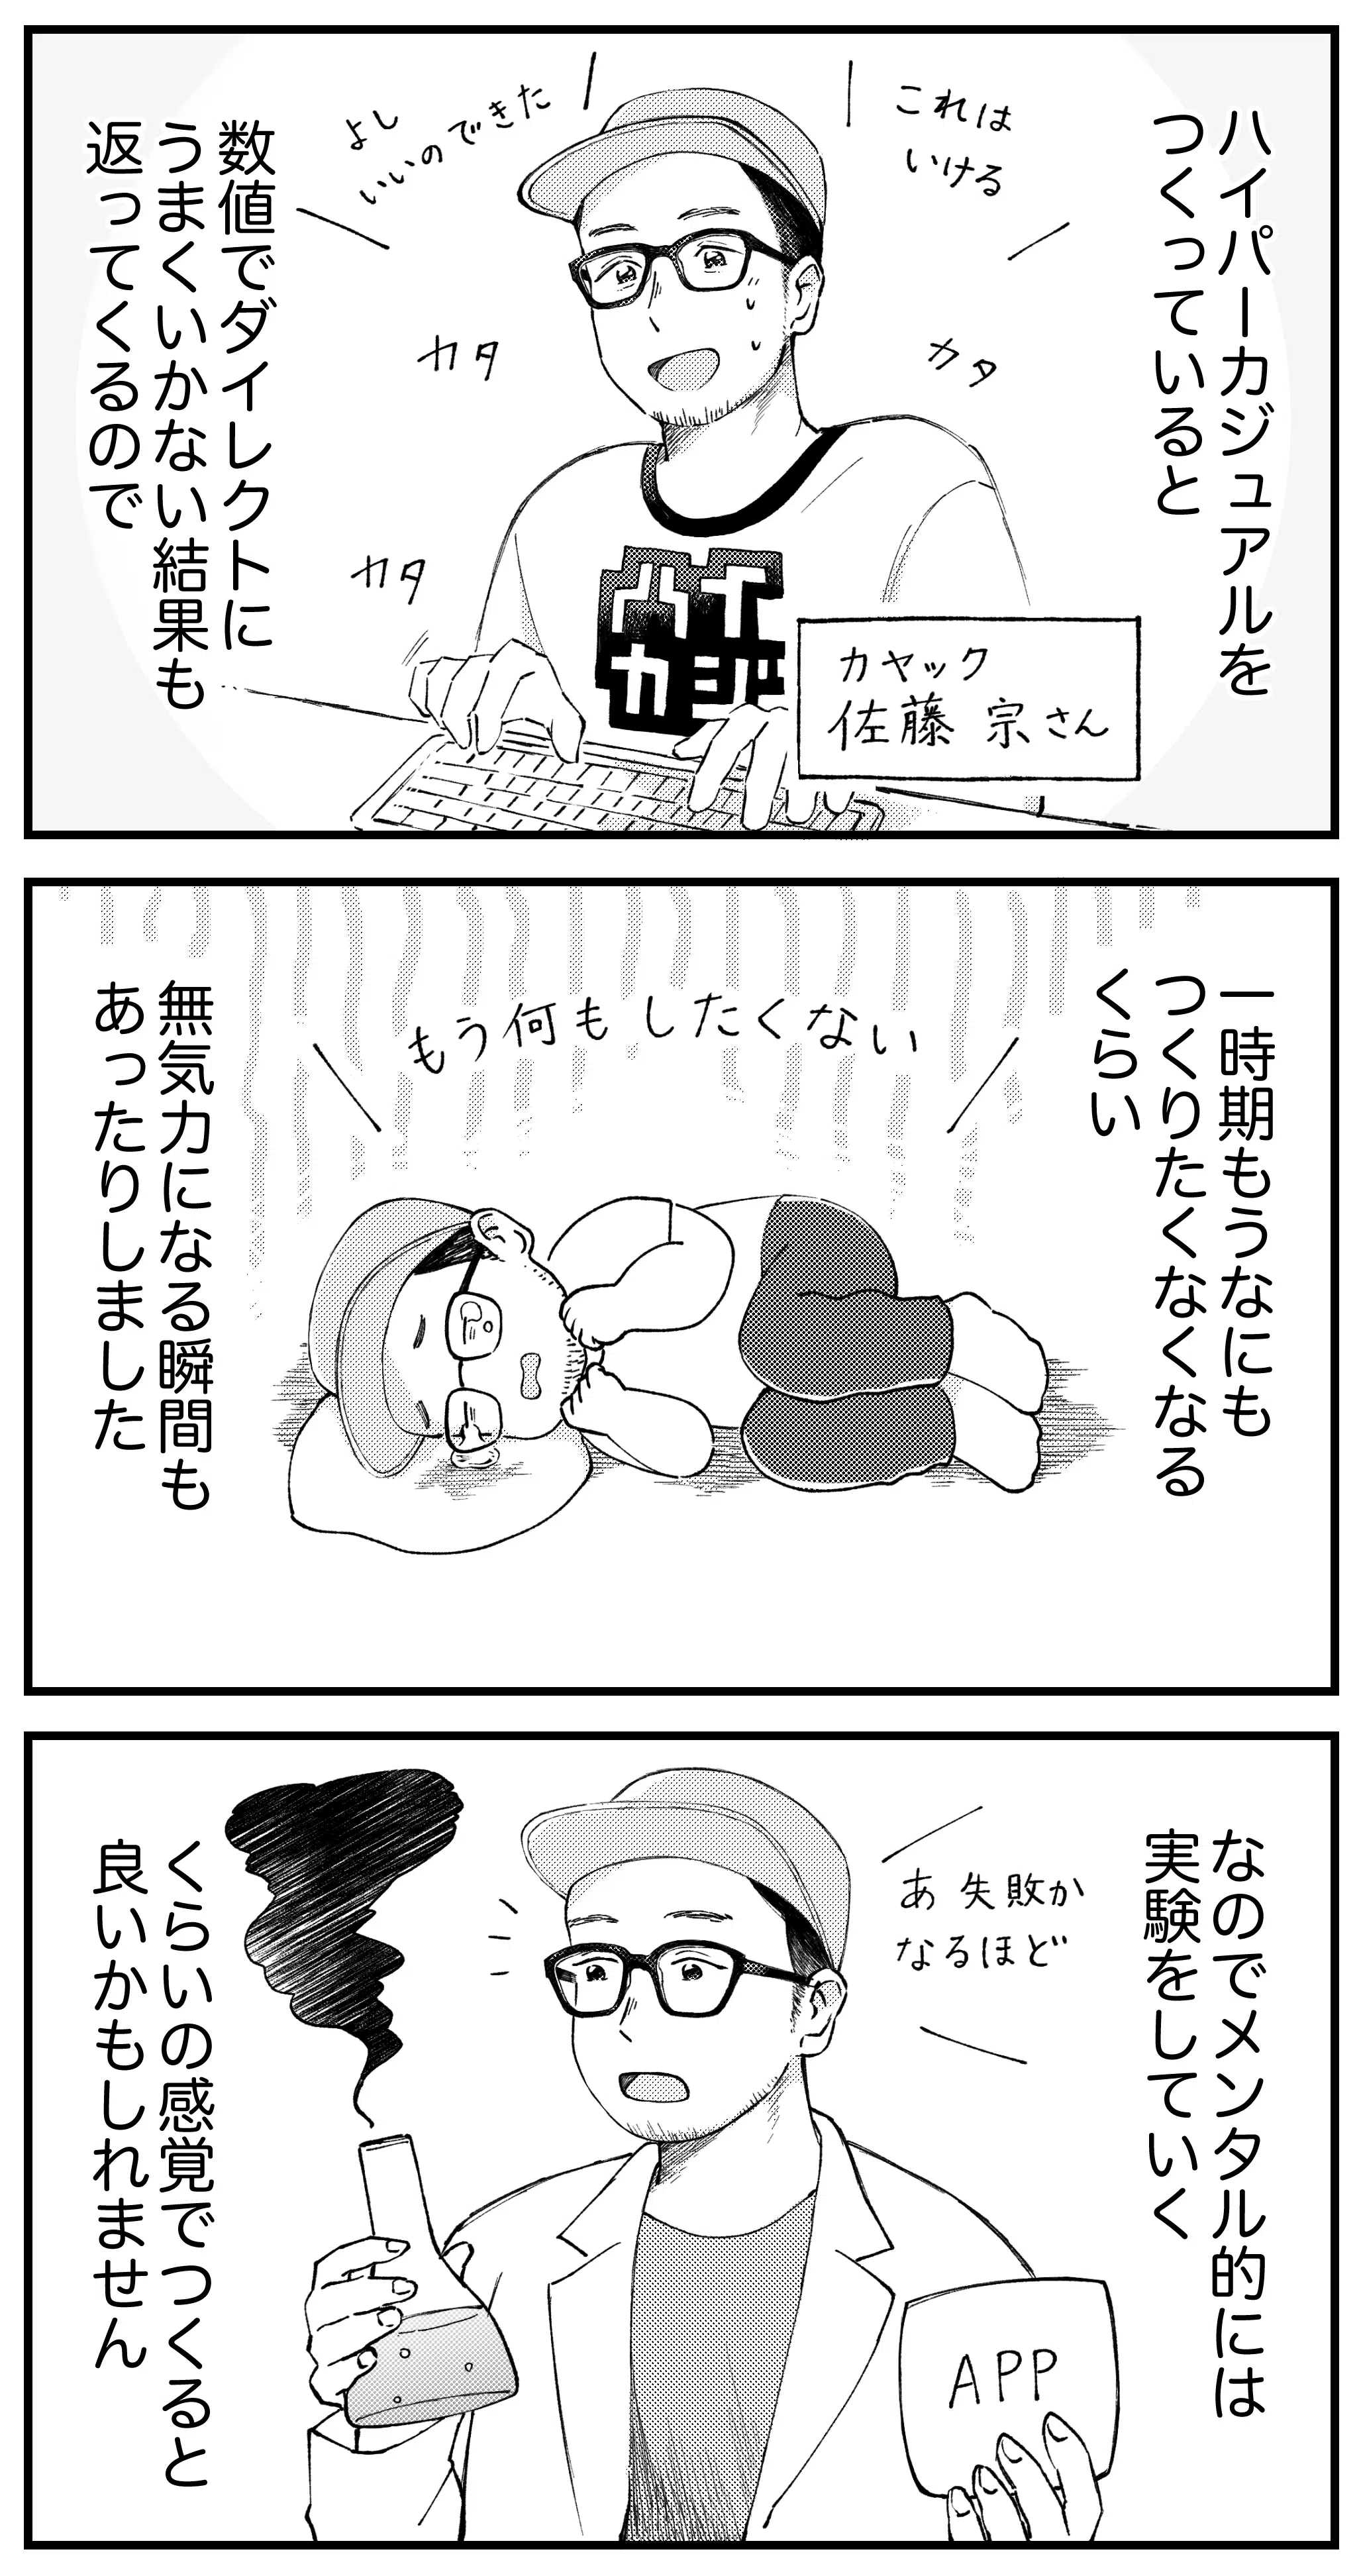 ハイパーカジュアルを
つくっていると
これは
いける
よし
いいのできた
カタ
カタ
カタ
ハイ
カジ
カヤック
佐藤 宗さん
数値でダイレクトに
うまくいかない結果も
返ってくるので
一時期もうなにも
つくりたくなくなる
くらい
もう何もしたくない
無気力になる瞬間も
あったりしました
なのでメンタル的には
実験をしていく
あ 失敗か
なるほど
APP
くらいの感覚でつくると
良いかもしれません